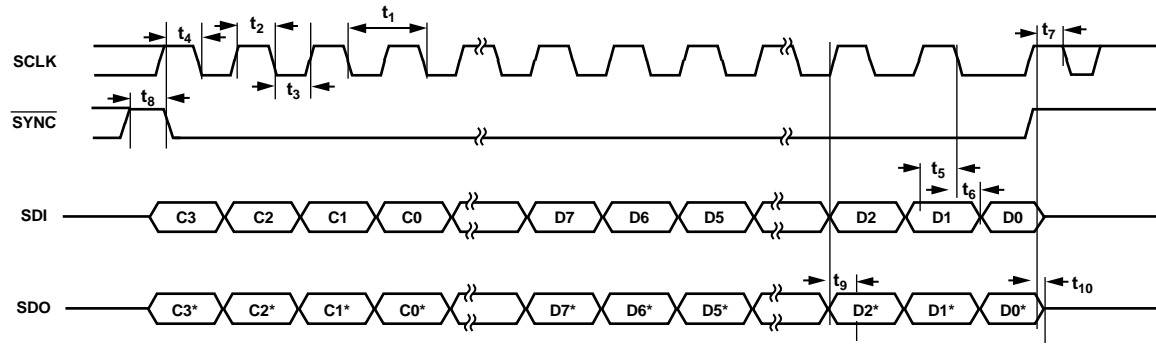 t1
t4
t2
t7
SCLK
t3
t8
SYNC
t5
t6
SDI
C3
C2
C1
C0
D7
D6
D5
D2
D1
D0
t9
t10
SDO
C3*
C2*
C1*
C0*
D7*
D6*
D5*
D2*
D1*
D0*